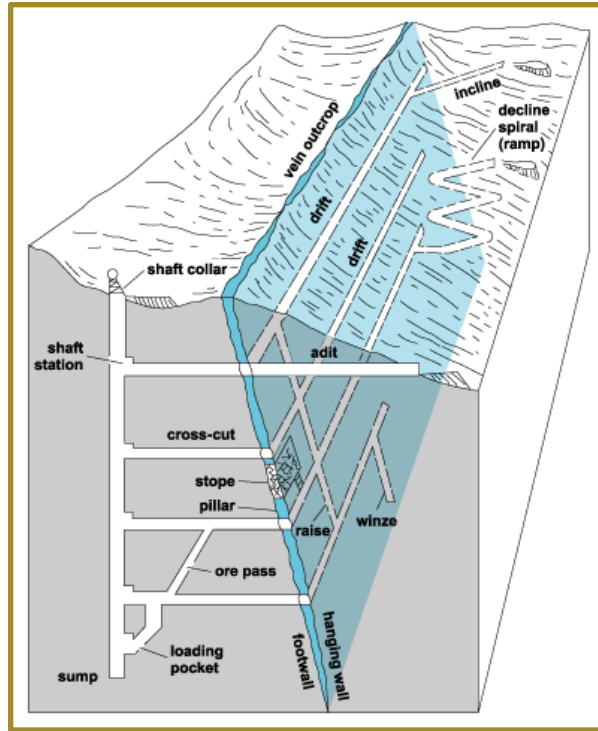 incline
vein outcrop
decline
spiral
(ramp)
drift
drift
shaft collar
shaft
station
adit
cross-cut
stope
pillar
raise
winze
ore pass
loading
pocket
sump
footwall
hanging wall